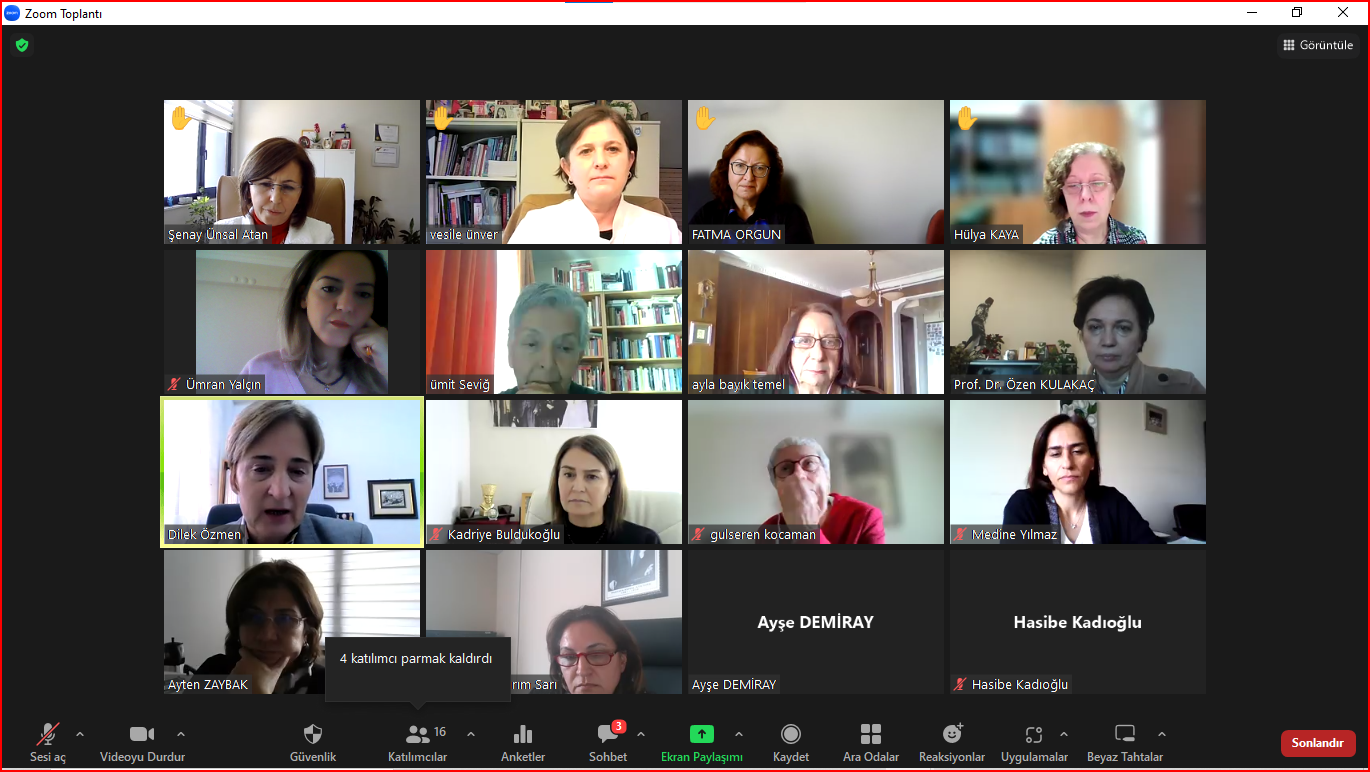 Zoom Toplantı
Görüntüle
Şenay Ünsal Atan
vesile ünver
FATMA ORGUN
Hülya KAYA
Ümran Yalçın
ümit Seviğ
ayla bayık temel
Prof. Dr. Özen KULAKAÇ
Dilek Özmen
Kadriye Buldukoğlu
gulseren kocaman
Medine Yılmaz
Ayşe DEMİRAY
Hasibe Kadıoğlu
4 katılımcı parmak kaldırdı
Ayten ZAYBAK
rım Sarı
Ayşe DEMİRAY
Hasibe Kadıoğlu
16
3
Sesi aç
Videoyu Durdur
Güvenlik
Katılımcılar
Anketler
Sohbet
Ekran Paylaşımı
Kaydet
Ara Odalar
Reaksiyonlar
Uygulamalar
Beyaz Tahtalar
Sonlandır